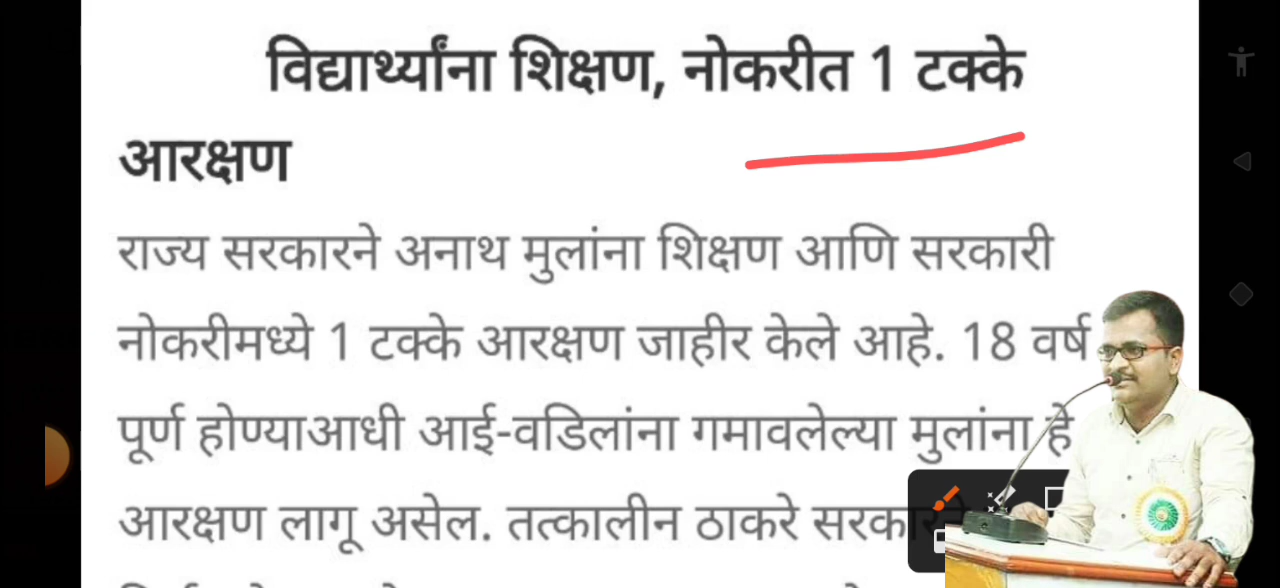 विद्यार्थ्यांना शिक्षण, नोकरीत 1 टक्के
आरक्षण
राज्य सरकारने अनाथ मुलांना शिक्षण आणि सरकारी
नोकरीमध्ये 1 टक्के आरक्षण जाहीर केले आहे. 18 वर्ष
पूर्ण होण्याआधी आई-वडिलांना गमावलेल्या मुलांना हे
आरक्षण लागू असेल. तत्कालीन ठाकरे